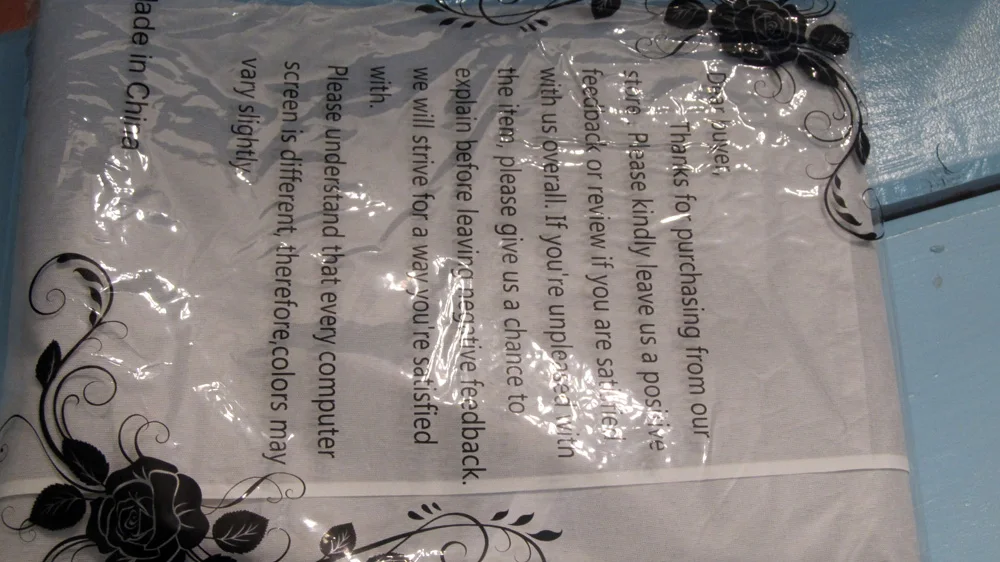 Dear buyer,
Thanks for purchasing from our
store. Please kindly leave us a positive
feedback or review if you are satisfied
with us overall. If you're unpleased with
the item, please give us a chance to
explain before leaving negative feedback.
we will strive for a way you're satisfied
with.
Please understand that every computer
screen is different, therefore,colors may
vary slightly.
Made in China